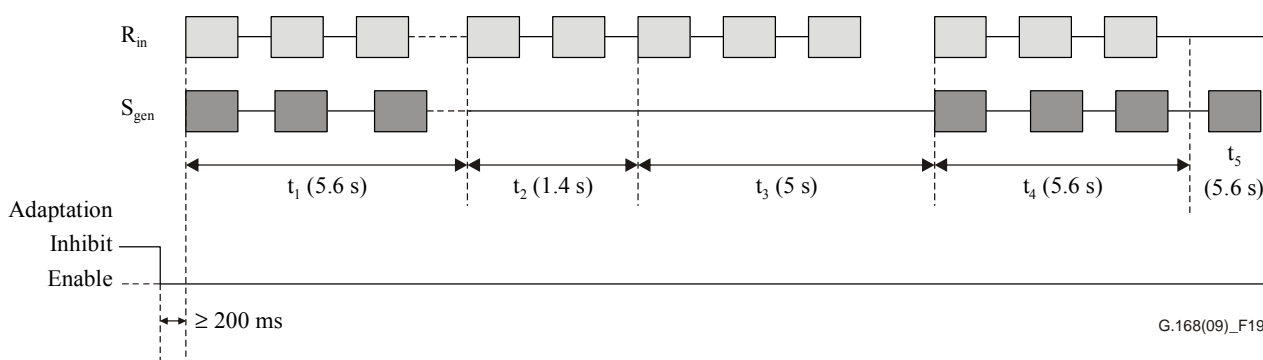 R_in
S_gen
t_1 (5.6 s)
t_2 (1.4 s)
t_3 (5 s)
t_4 (5.6 s)
t_5
(5.6 s)
Adaptation
Inhibit
Enable
≥ 200 ms
G.168(09)_F19